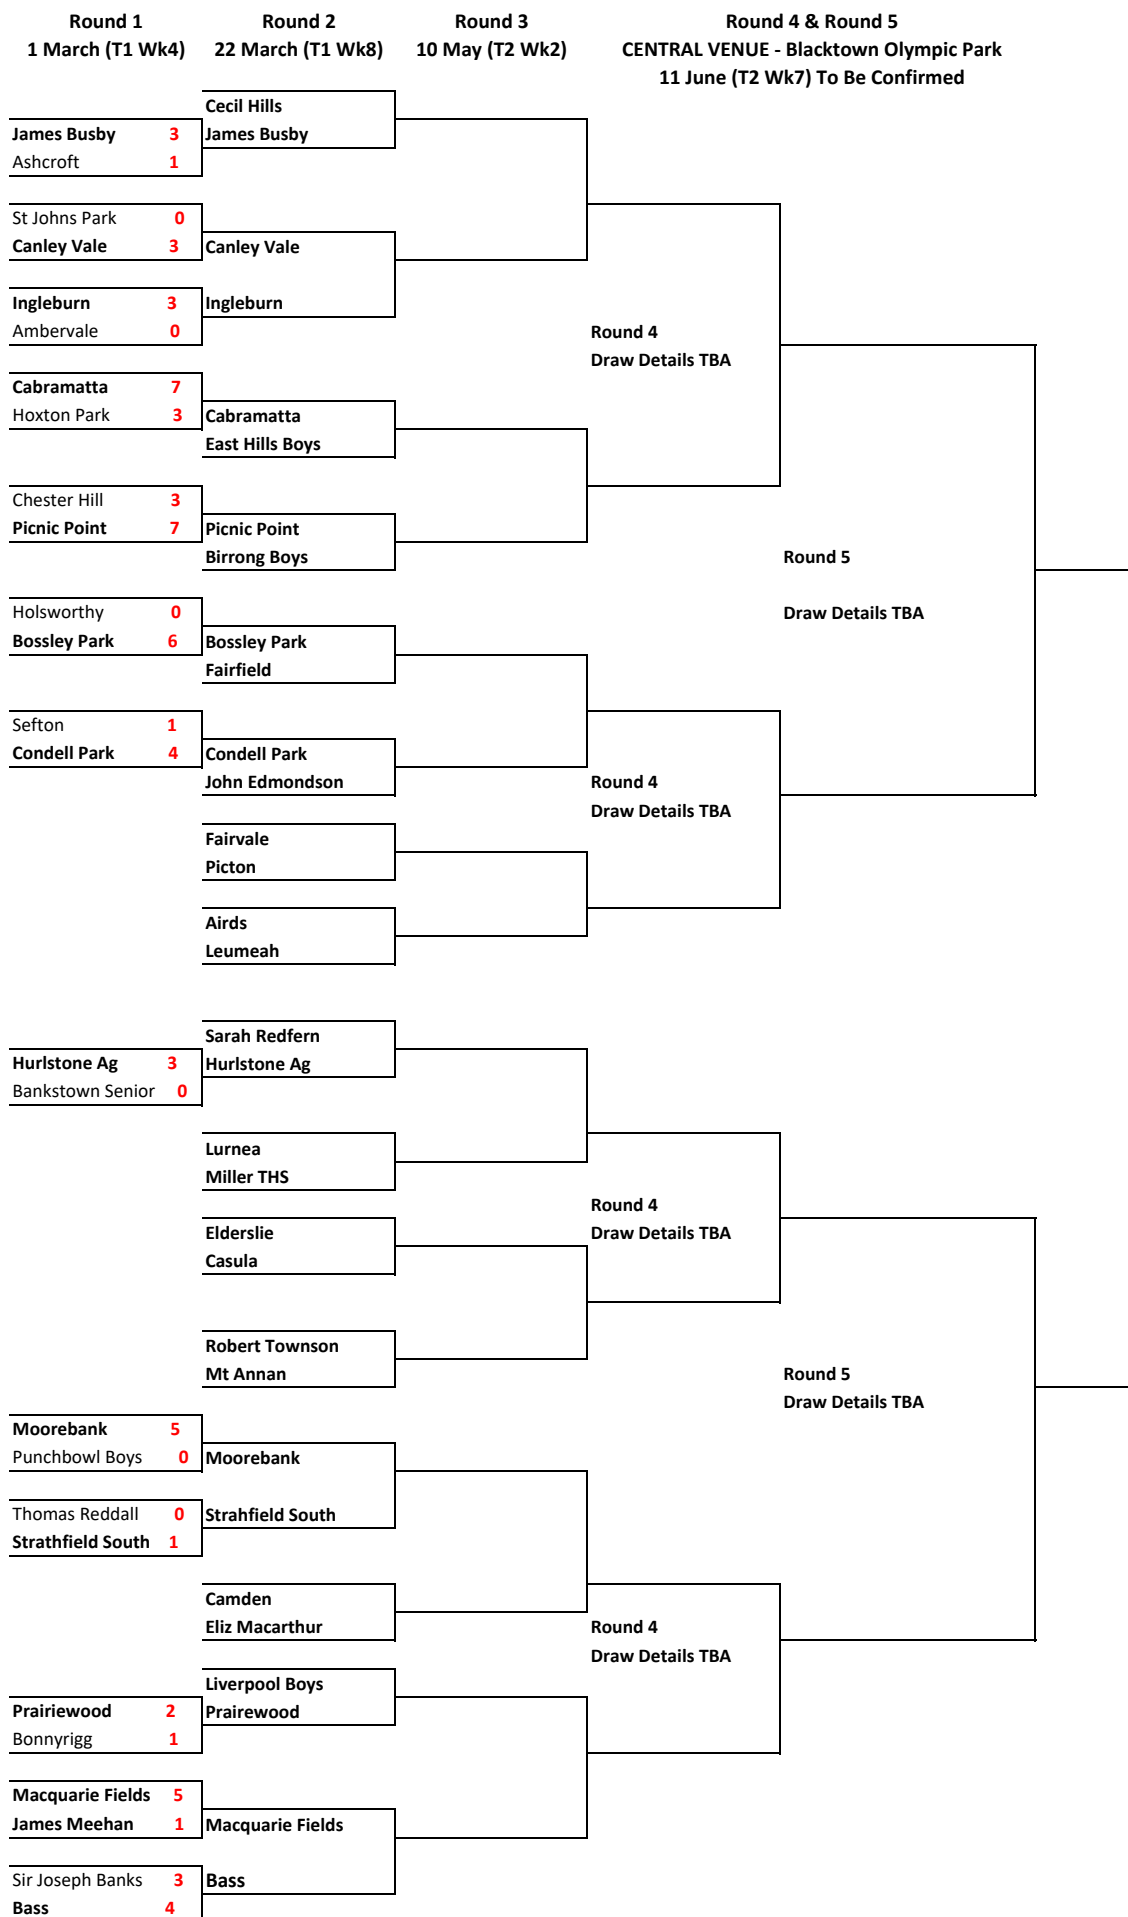 Round 1 Round 2 Round 3 Round 4 & Round 5
1 March (T1 Wk4) 22 March (T1 Wk8) 10 May (T2 Wk2) CENTRAL VENUE - Blacktown Olympic Park
11 June (T2 Wk7) To Be Confirmed
Cecil Hills
James Busby 3 James Busby
Ashcroft 1
St Johns Park 0
Canley Vale 3 Canley Vale
Ingleburn 3 Ingleburn
Ambervale 0 Round 4
Draw Details TBA
Cabramatta 7
Hoxton Park 3 Cabramatta
East Hills Boys
Chester Hill 3
Picnic Point 7 Picnic Point
Birrong Boys Round 5
Holsworthy 0 Draw Details TBA
Bossley Park 6 Bossley Park
Fairfield
Sefton 1
Condell Park 4 Condell Park
John Edmondson Round 4
Draw Details TBA
Fairvale
Picton
Airds
Leumeah
Sarah Redfern
Hurlstone Ag 3 Hurlstone Ag
Bankstown Senior 0
Lurnea
Miller THS
Round 4
Elderslie Draw Details TBA
Casula
Robert Townson
Mt Annan Round 5
Draw Details TBA
Moorebank 5
Punchbowl Boys 0 Moorebank
Thomas Reddall 0 Strahfield South
Strathfield South 1
Camden
Eliz Macarthur Round 4
Draw Details TBA
Liverpool Boys
Prairiewood 2 Prairewood
Bonnyrigg 1
Macquarie Fields 5
James Meehan 1 Macquarie Fields
Sir Joseph Banks 3 Bass
Bass 4